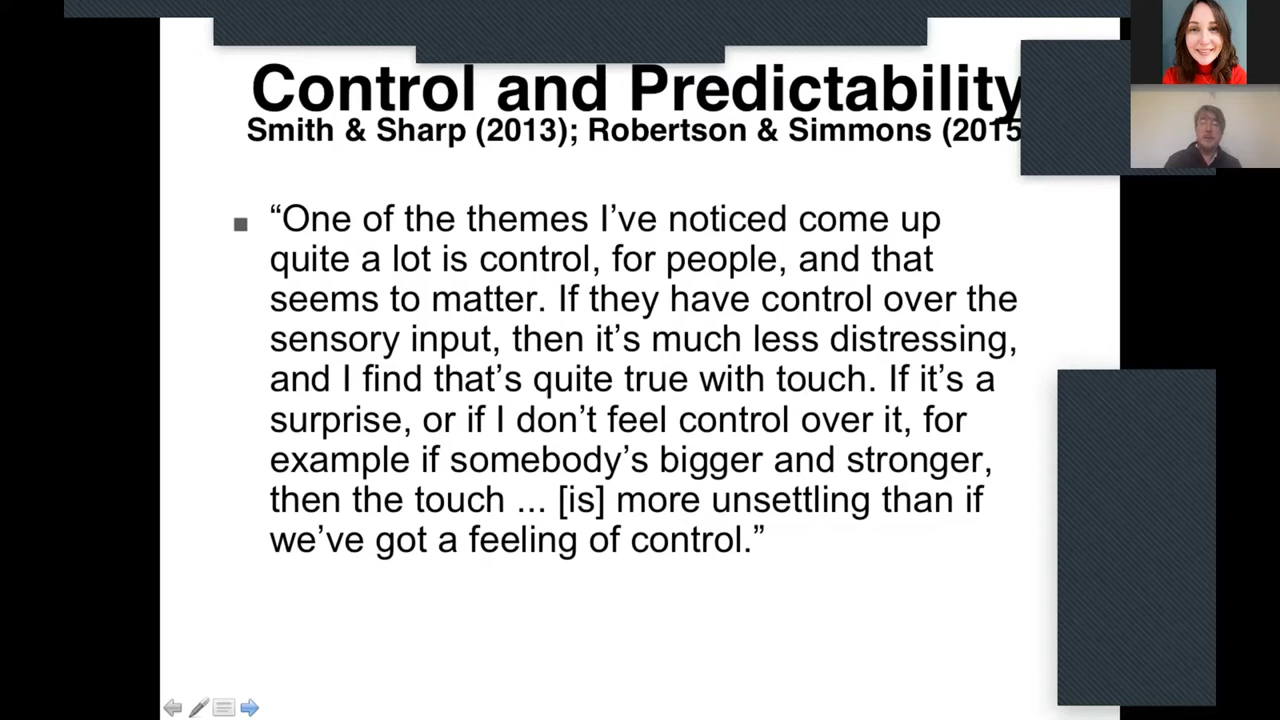 Control and Predictability
Smith & Sharp (2013); Robertson & Simmons (2015
“One of the themes I’ve noticed come up
quite a lot is control, for people, and that
seems to matter. If they have control over the
sensory input, then it’s much less distressing,
and I find that’s quite true with touch. If it’s a
surprise, or if I don’t feel control over it, for
example if somebody’s bigger and stronger,
then the touch ... [is] more unsettling than if
we’ve got a feeling of control.”